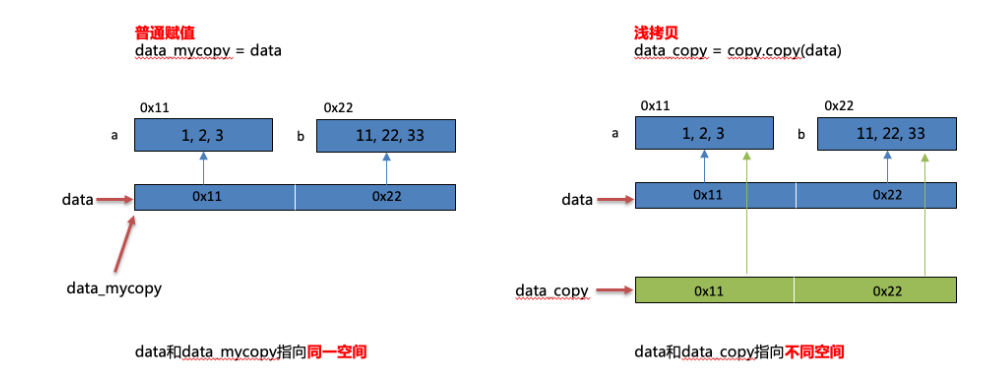 普通赋值
data_mycopy = data
0x11
0x22
a
1, 2, 3
b
11, 22, 33
data
0x11
0x22
data_mycopy
data和data_mycopy指向同一空间
浅拷贝
data_copy = copy.copy(data)
0x11
0x22
a
1, 2, 3
b
11, 22, 33
data
0x11
0x22
data_copy
0x11
0x22
data和data_copy指向不同空间